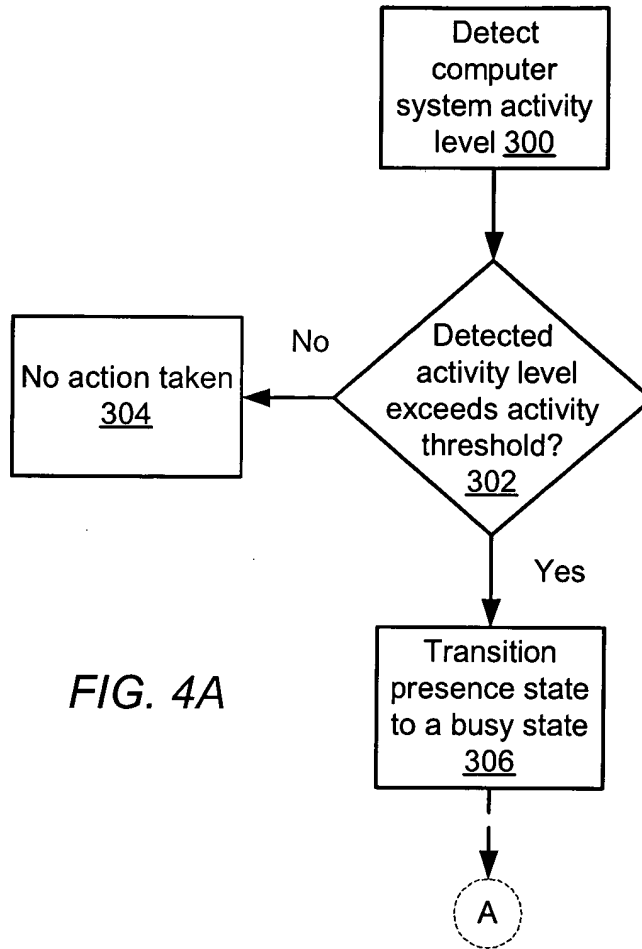 Detect
computer
system activity
level 300
No
Detected
activity level
exceeds activity
threshold?
302
No action taken
304
Yes
Transition
presence state
to a busy state
306
FIG. 4A
A